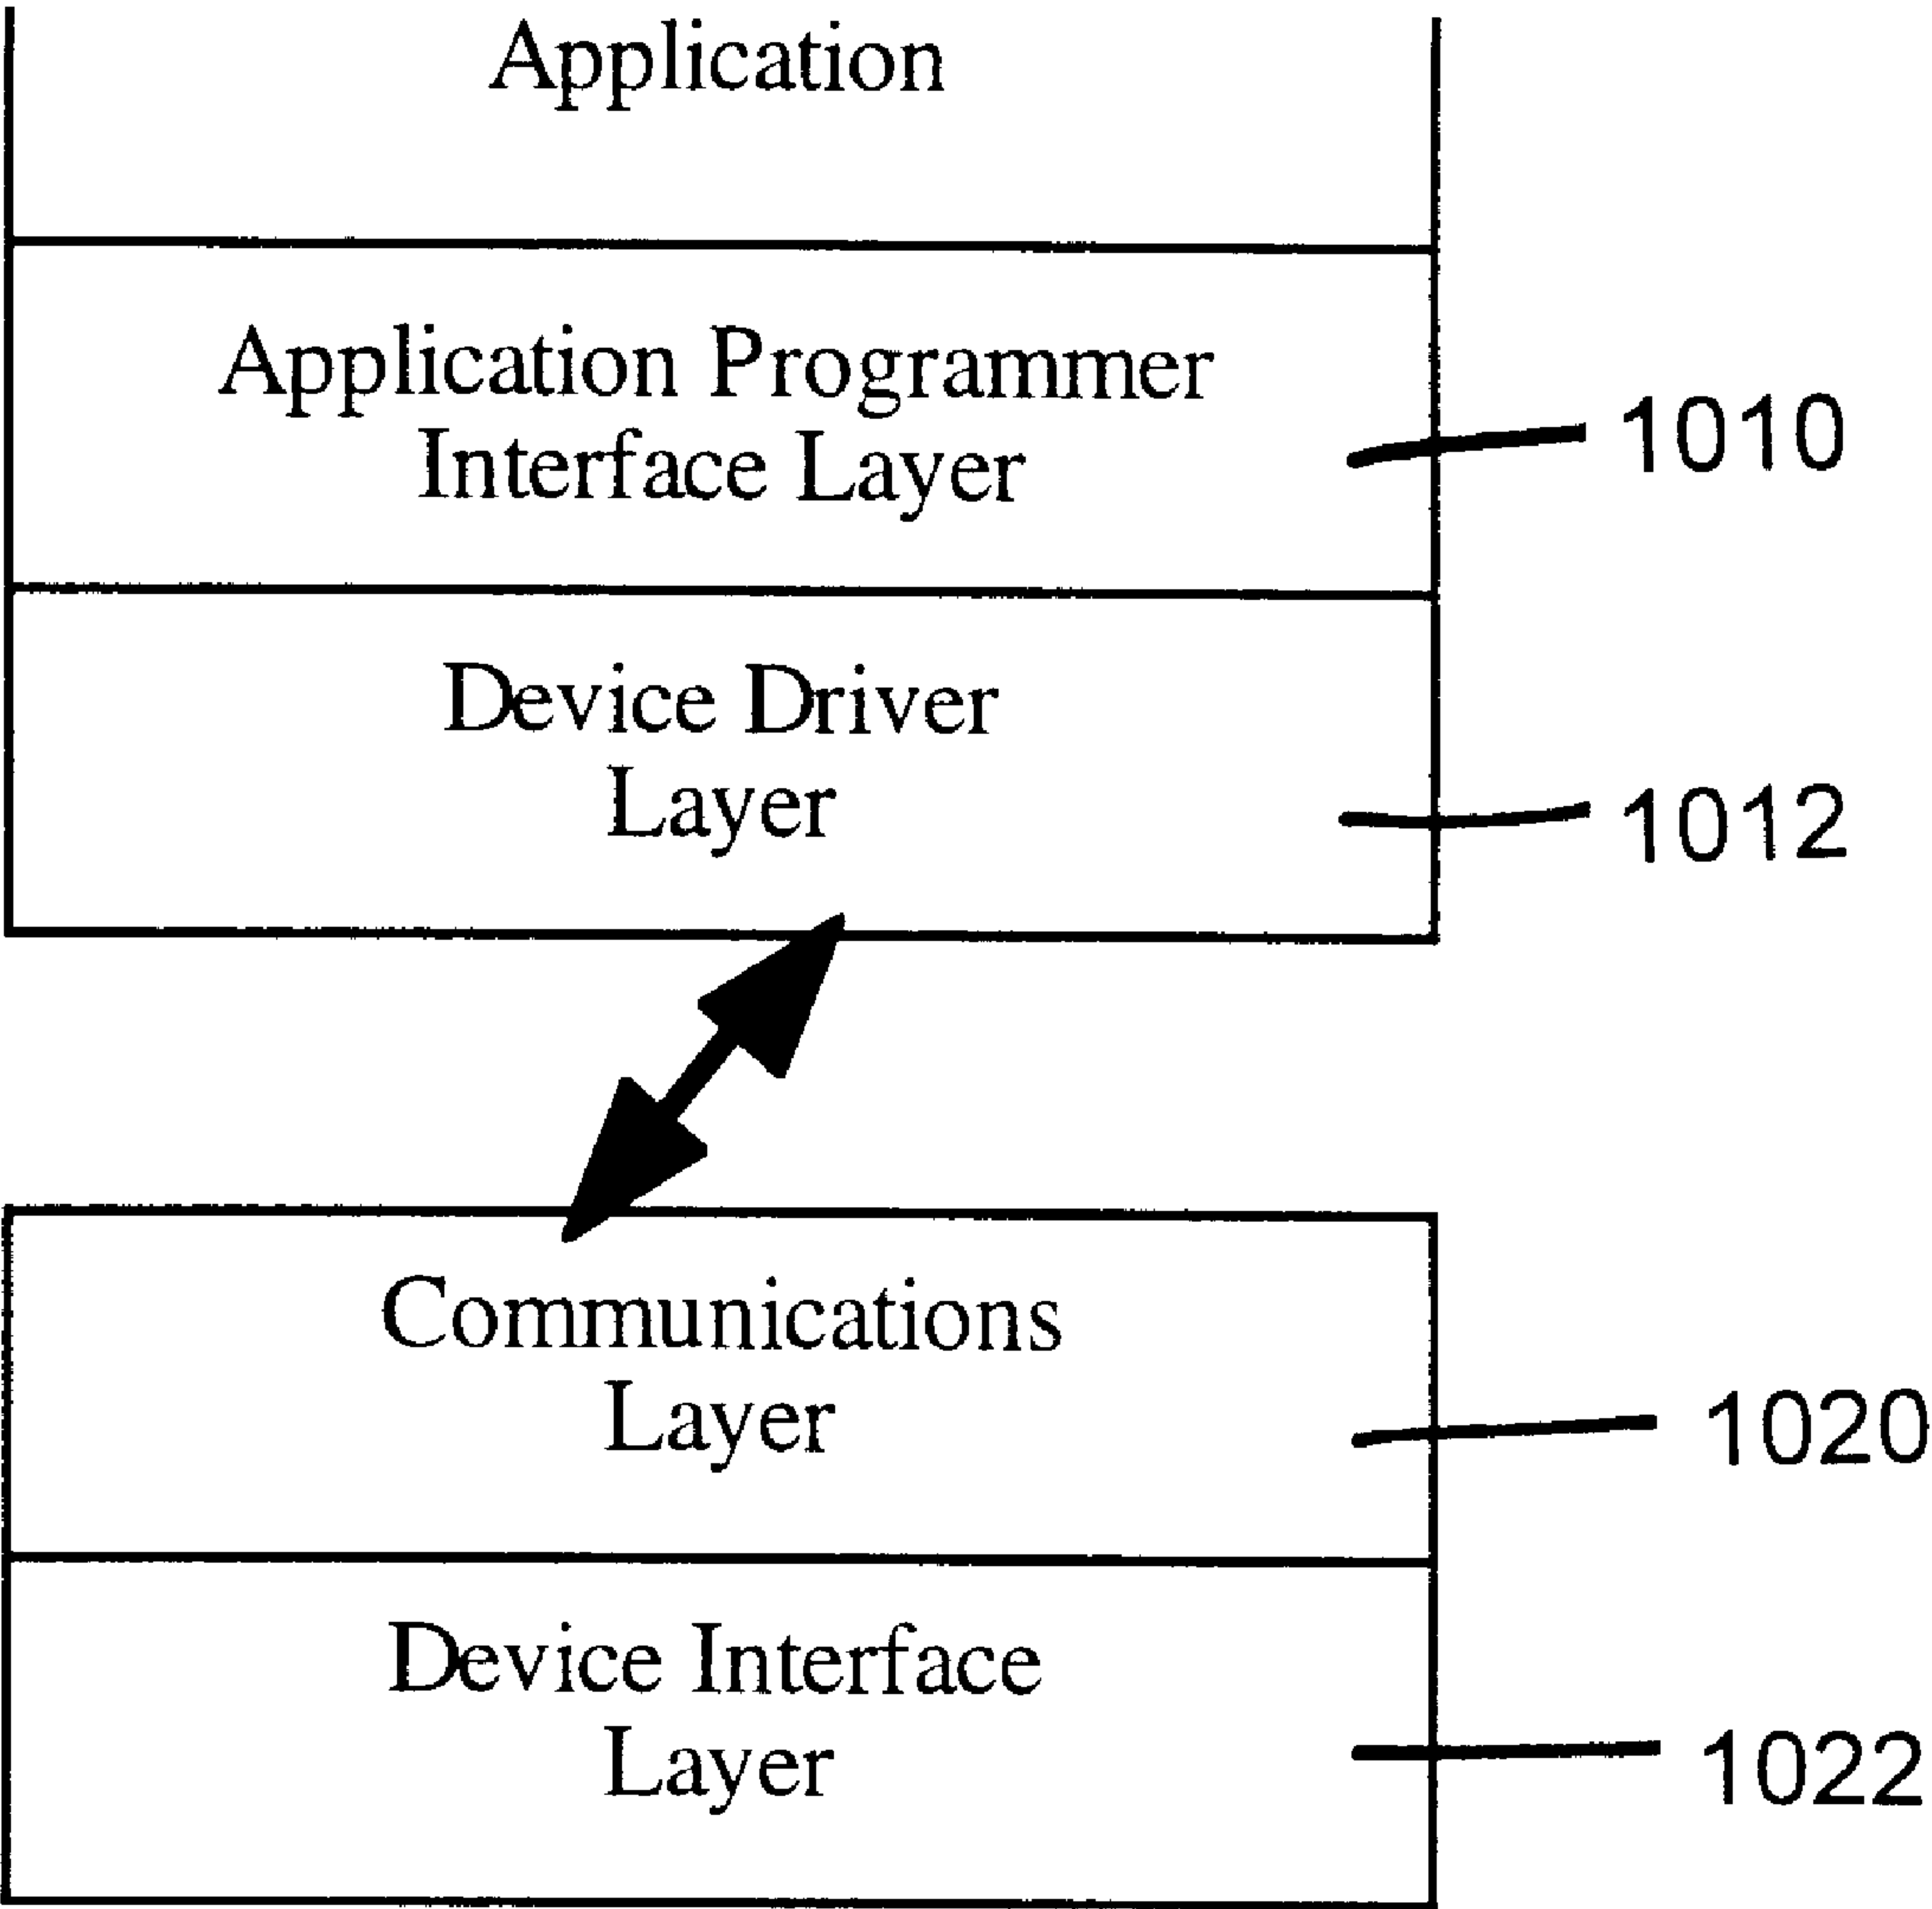 Application
Application Programmer
Interface Layer
1010
Device Driver
Layer
1012
Communications
Layer
1020
Device Interface
Layer
1022